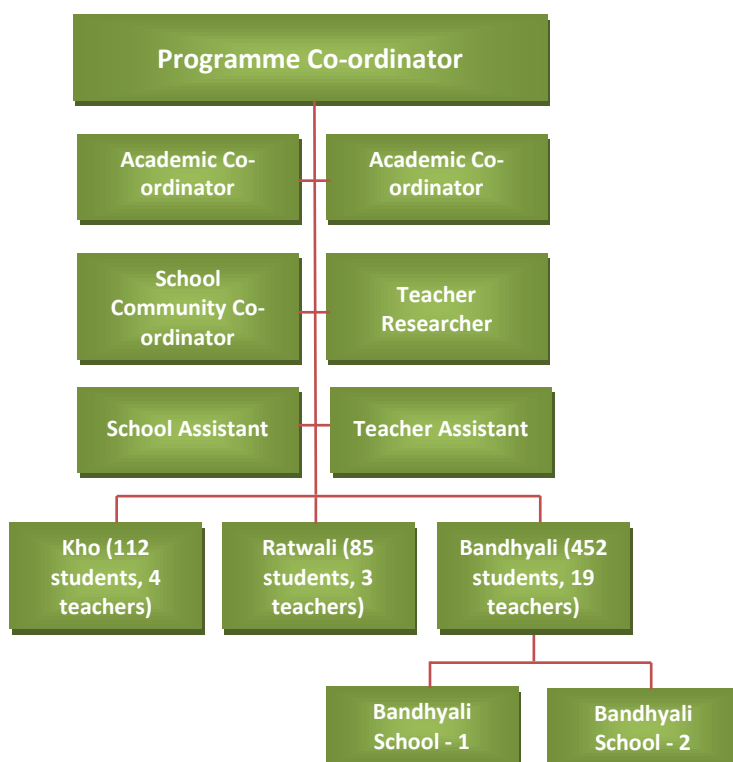 Programme Co-ordinator
Academic Co-
ordinator
Academic Co-
ordinator
School
Community Co-
ordinator
Teacher
Researcher
School Assistant
Teacher Assistant
Kho (112
students, 4
teachers)
Ratwali (85
students, 3
teachers)
Bandhyali (452
students, 19
teachers)
Bandhyali
School - 1
Bandhyali
School - 2